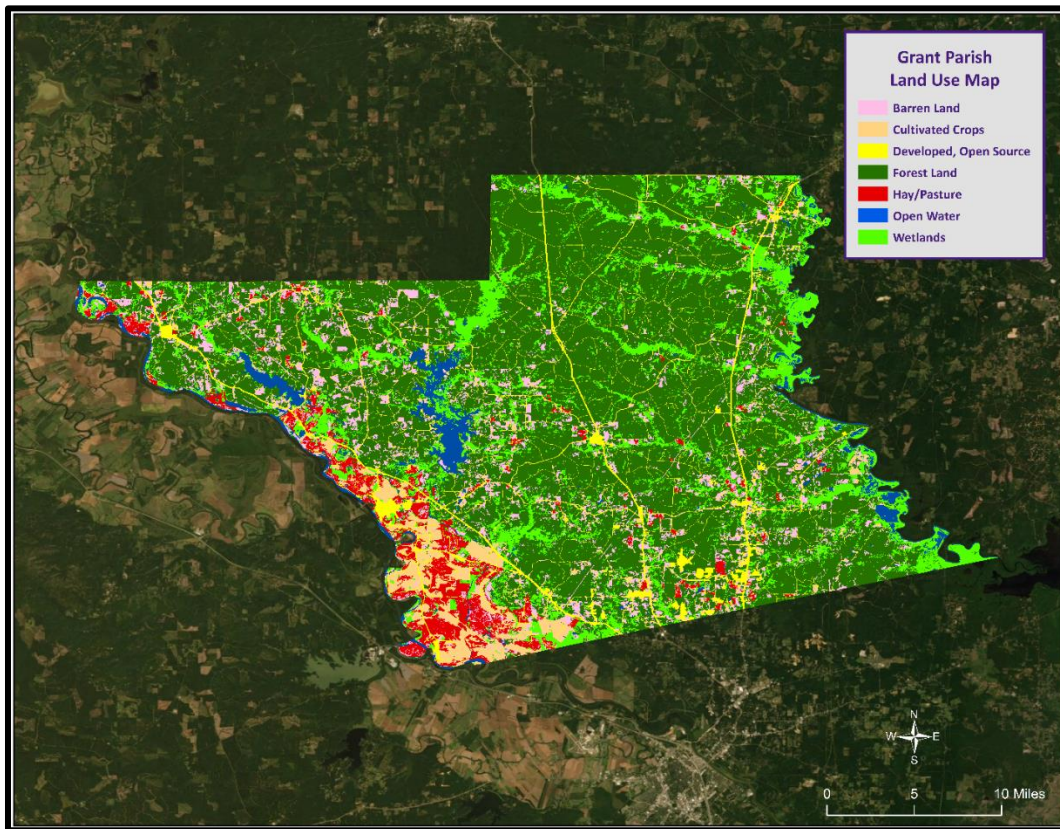 Grant Parish
Land Use Map
Barren Land
Cultivated Crops
Developed, Open Source
Forest Land
Hay/Pasture
Open Water
Wetlands
N
W E
S
0 5 10 Miles